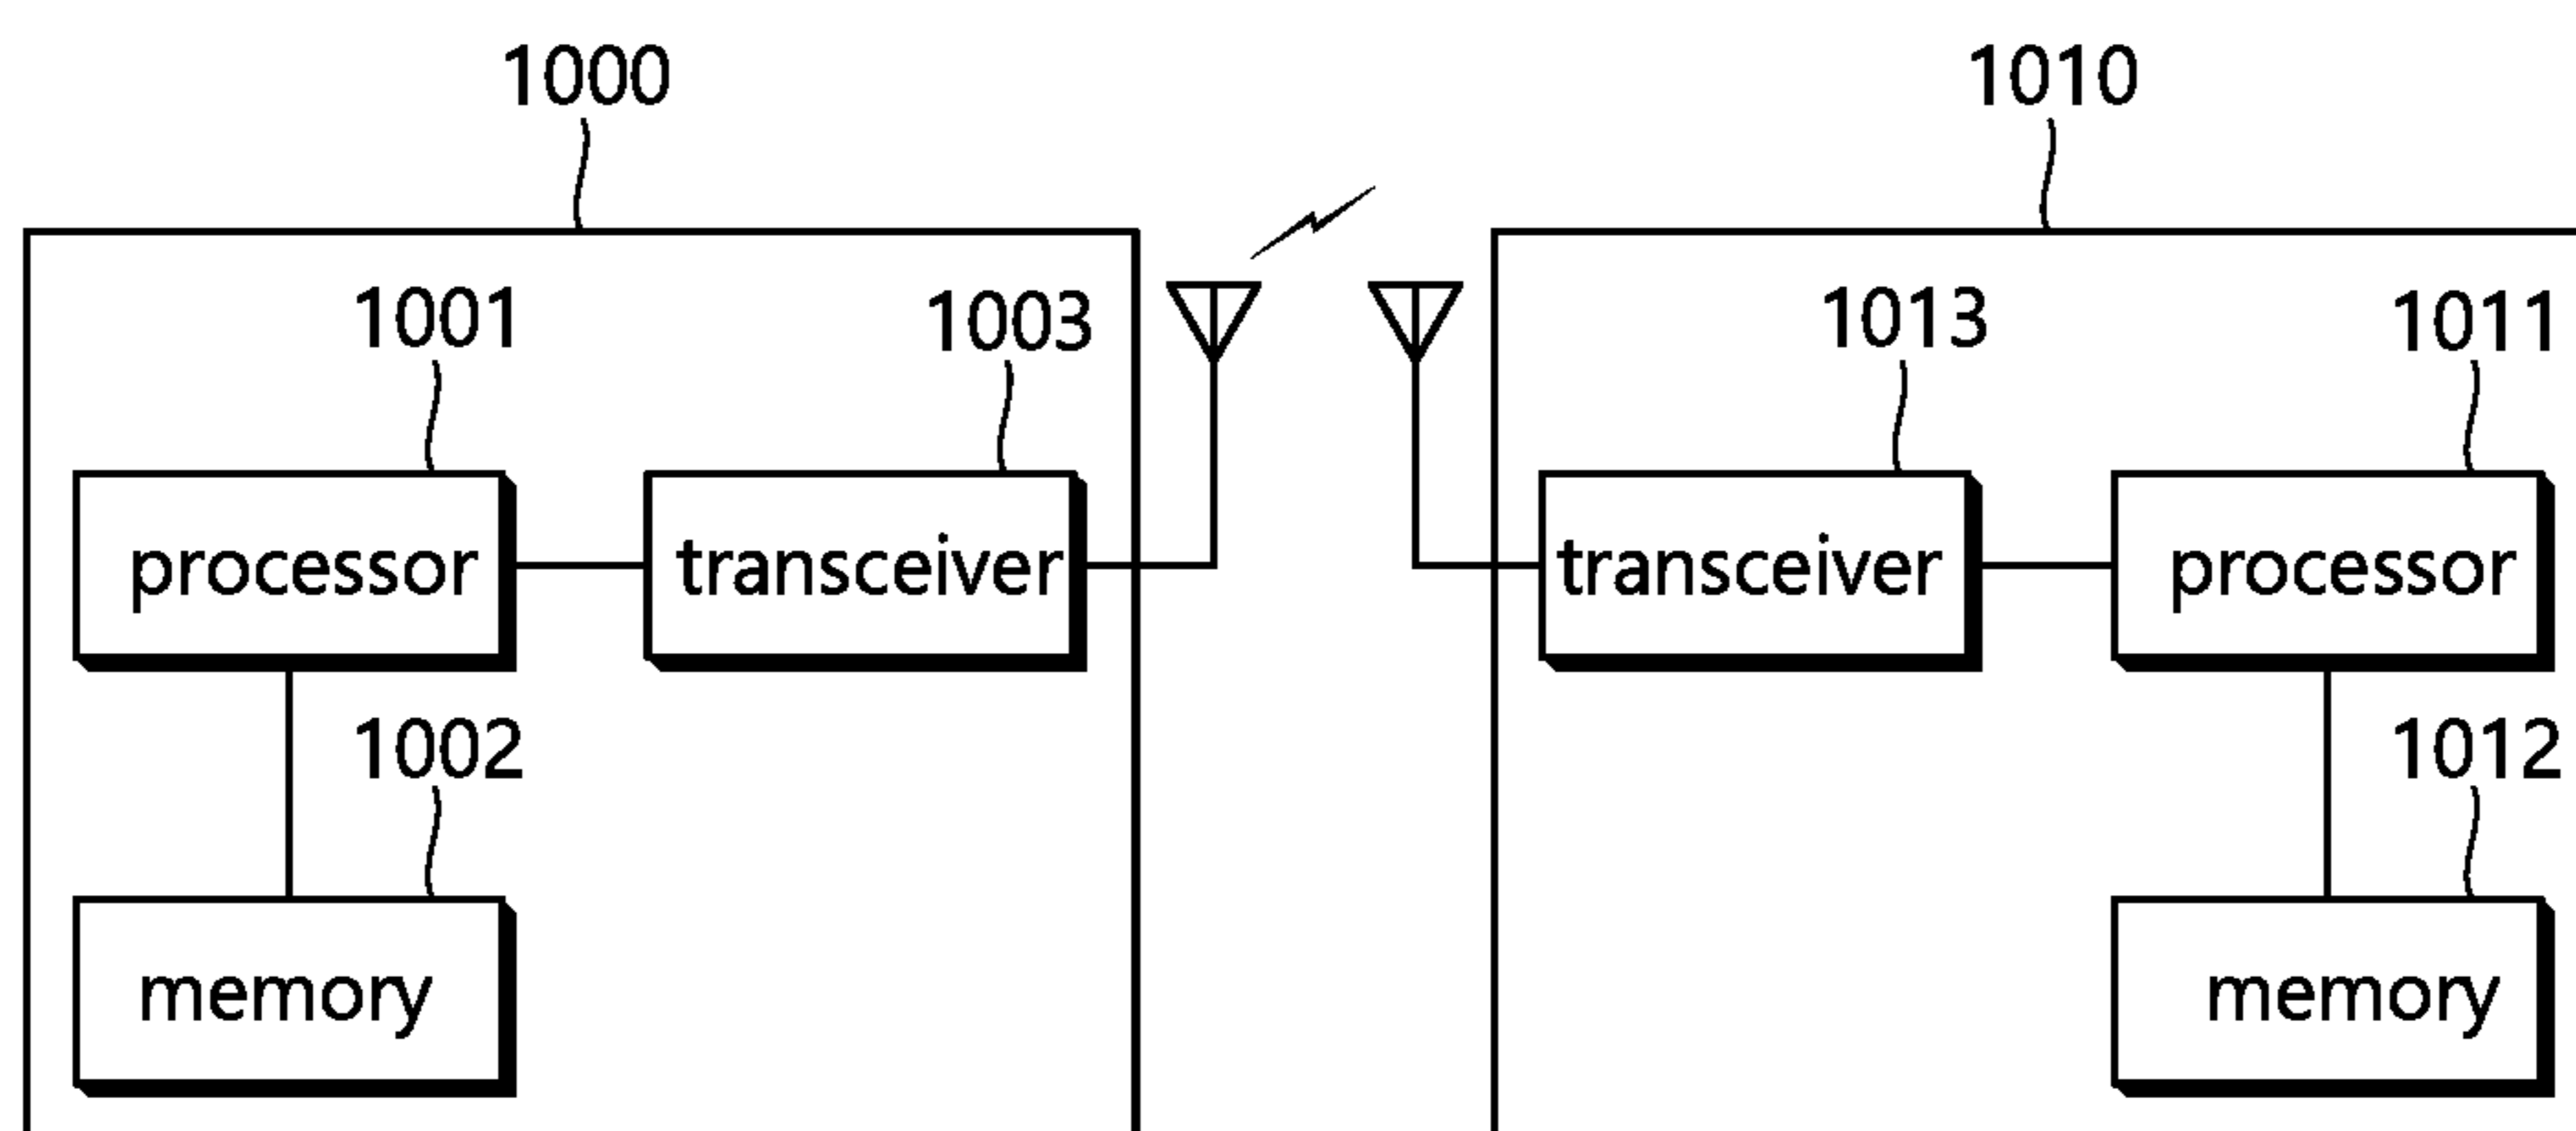 1000 1010
1001 1003 1013 1011
processor transceiver transceiver processor
1002 1012
memory memory